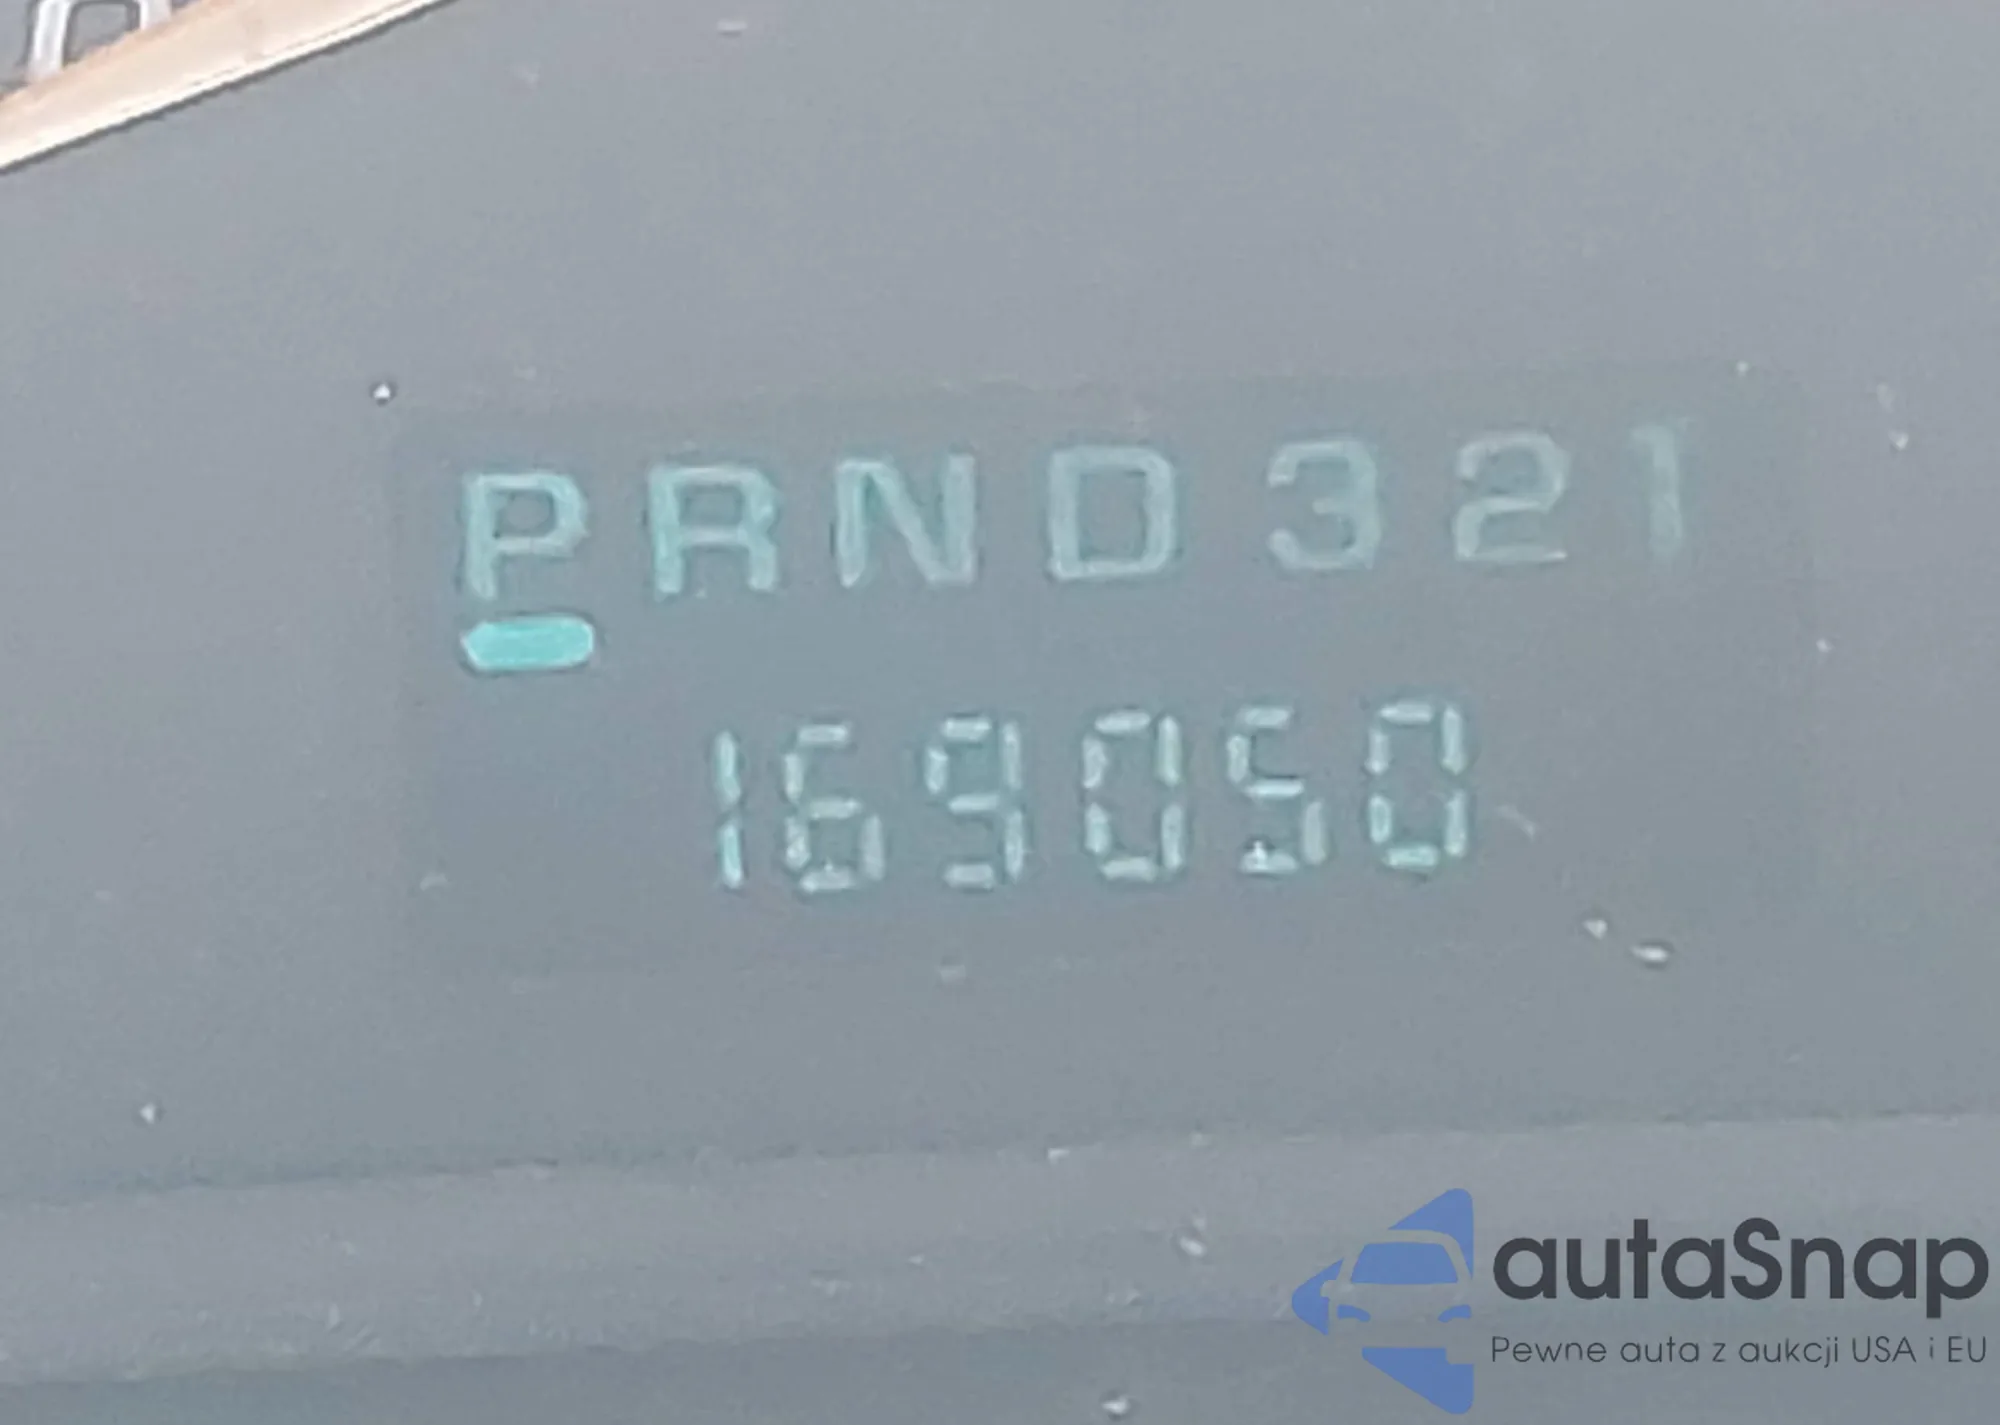 PRND321
169050
autaSnap
Pewne auta z aukcji USA i EU